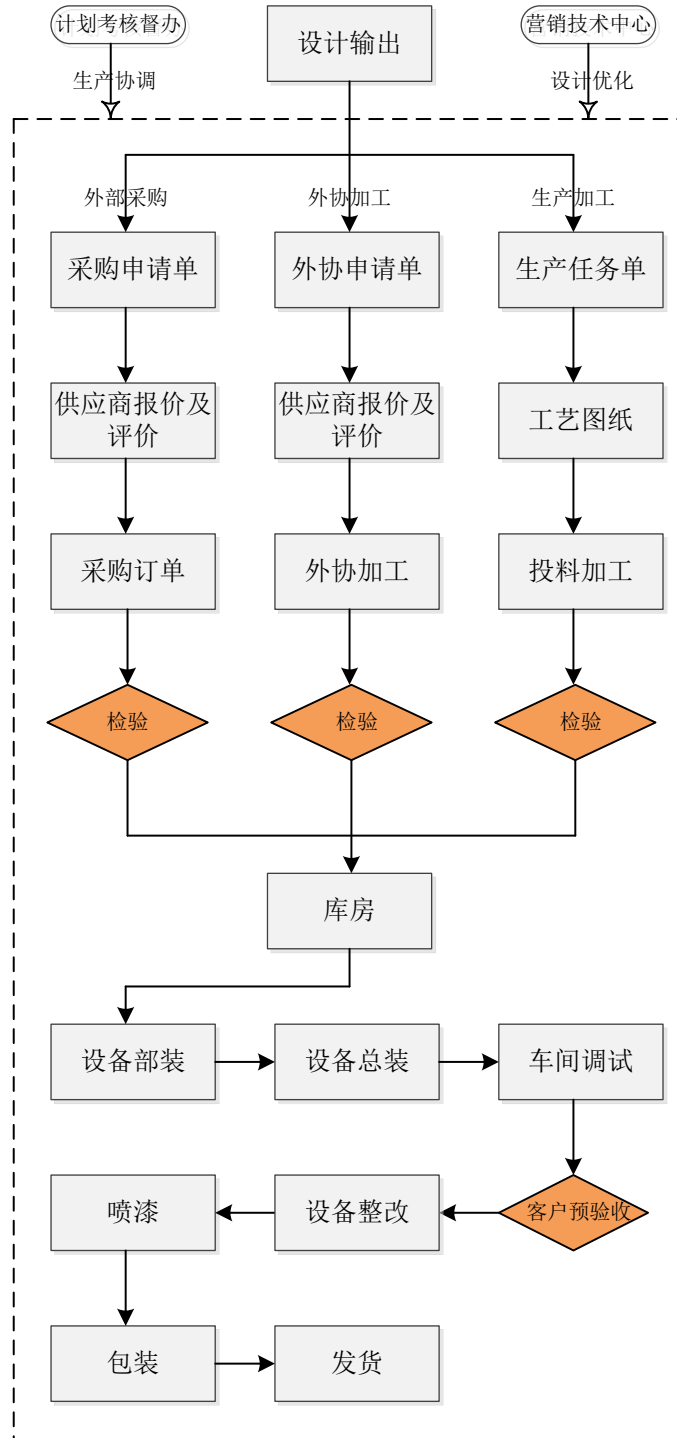 计划考核督办
设计输出
营销技术中心
生产协调
设计优化
外部采购
外协加工
生产加工
采购申请单
外协申请单
生产任务单
供应商报价及
评价
供应商报价及
评价
工艺图纸
采购订单
外协加工
投料加工
检验
检验
检验
库房
设备部装
设备总装
车间调试
喷漆
设备整改
客户预验收
包装
发货